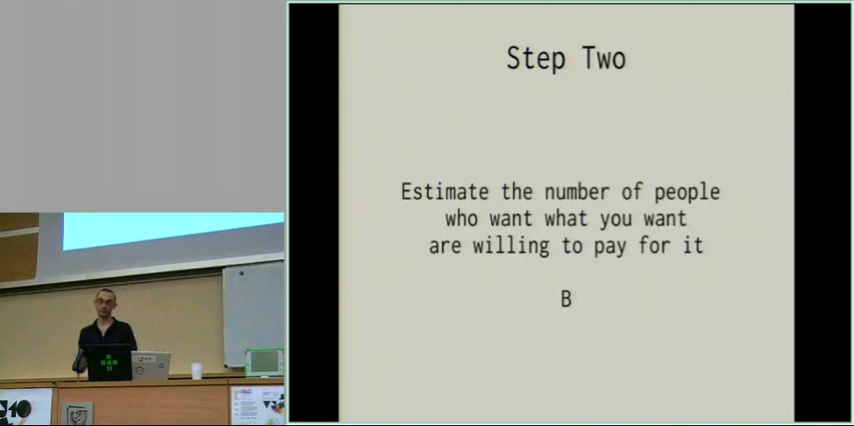 Step Two
Estimate the number of people
who want what you want
are willing to pay for it
B